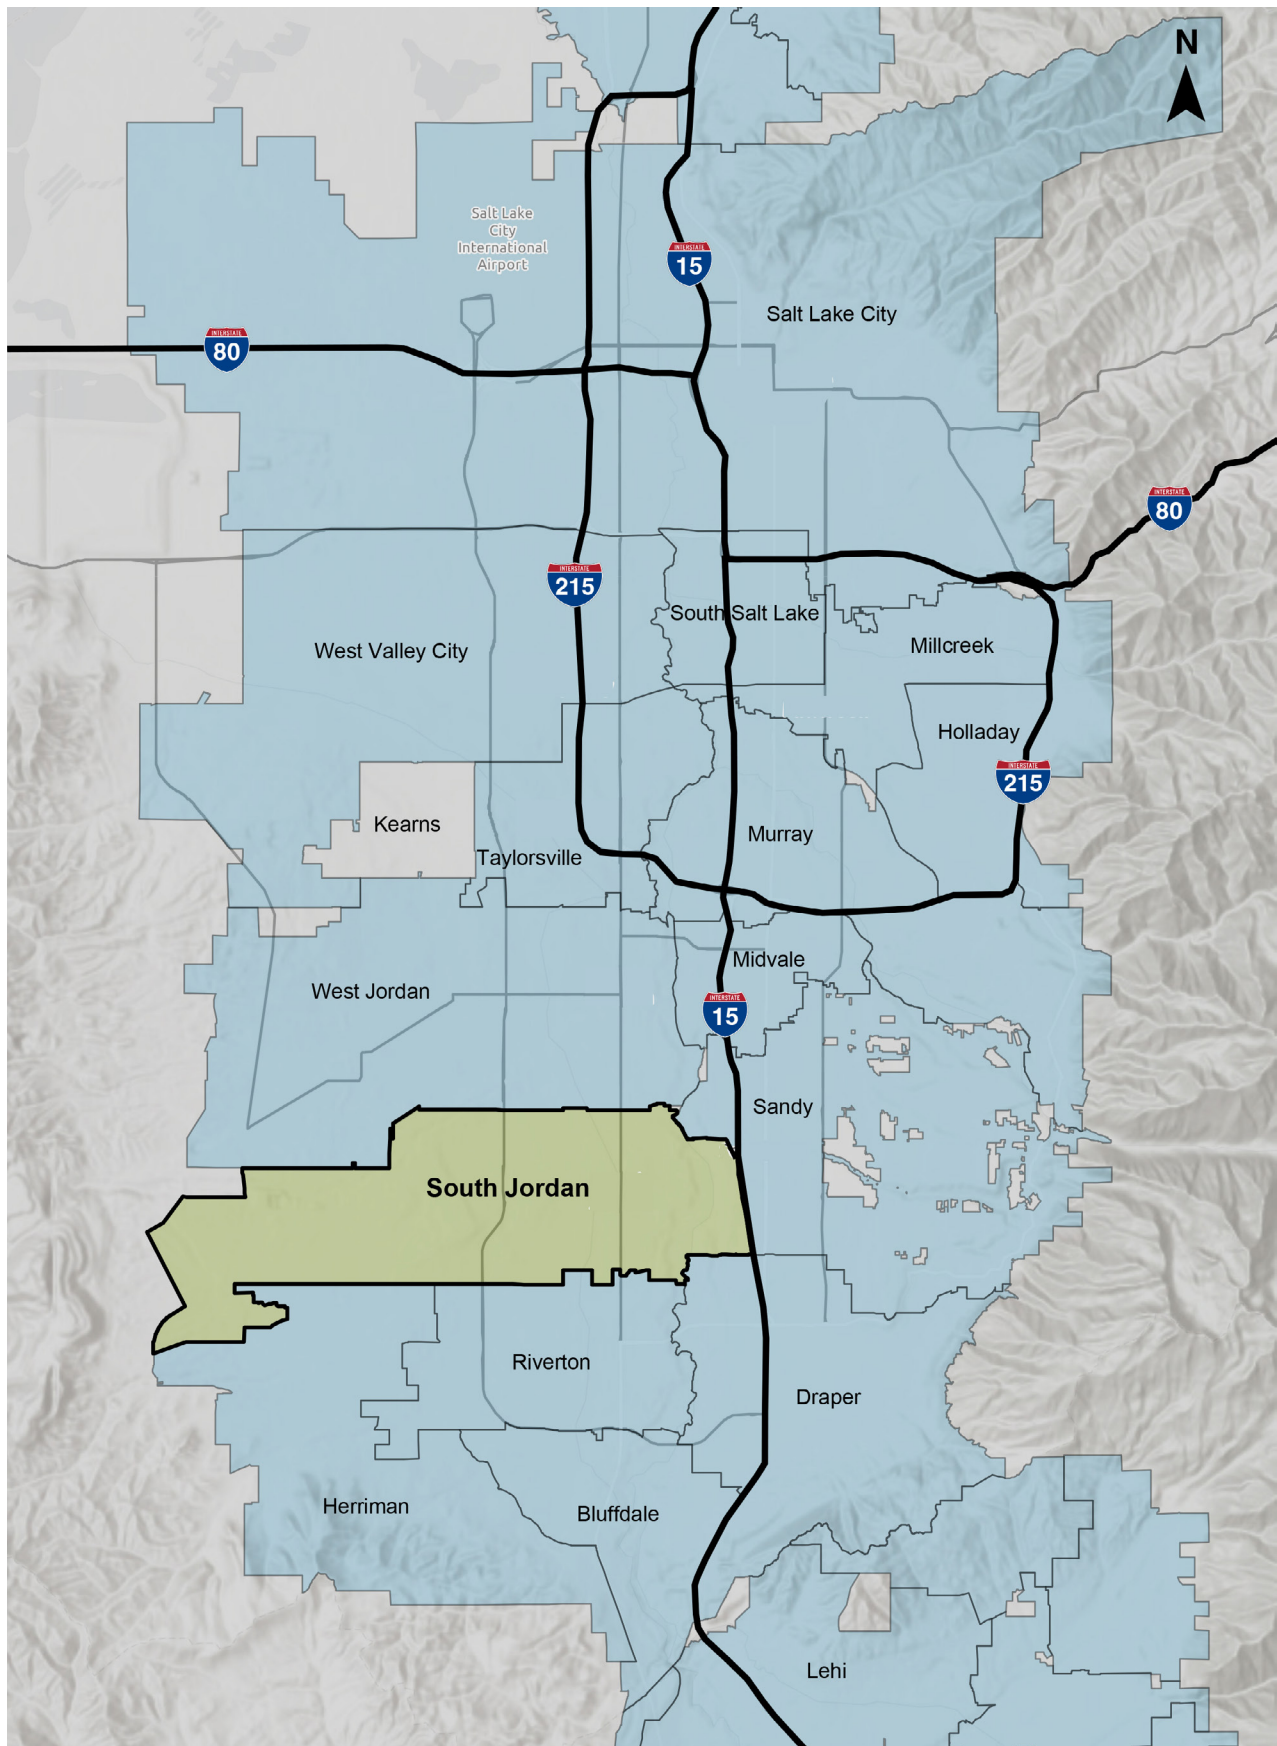 N
Salt Lake
City
International
Airport
INTERSTATE
15
Salt Lake City
INTERSTATE
80
INTERSTATE
80
INTERSTATE
215
South Salt Lake
Millcreek
West Valley City
Holladay
INTERSTATE
215
Kearns
Murray
Taylorsville
Midvale
West Jordan
INTERSTATE
15
Sandy
South Jordan
Riverton
Draper
Herriman
Bluffdale
Lehi